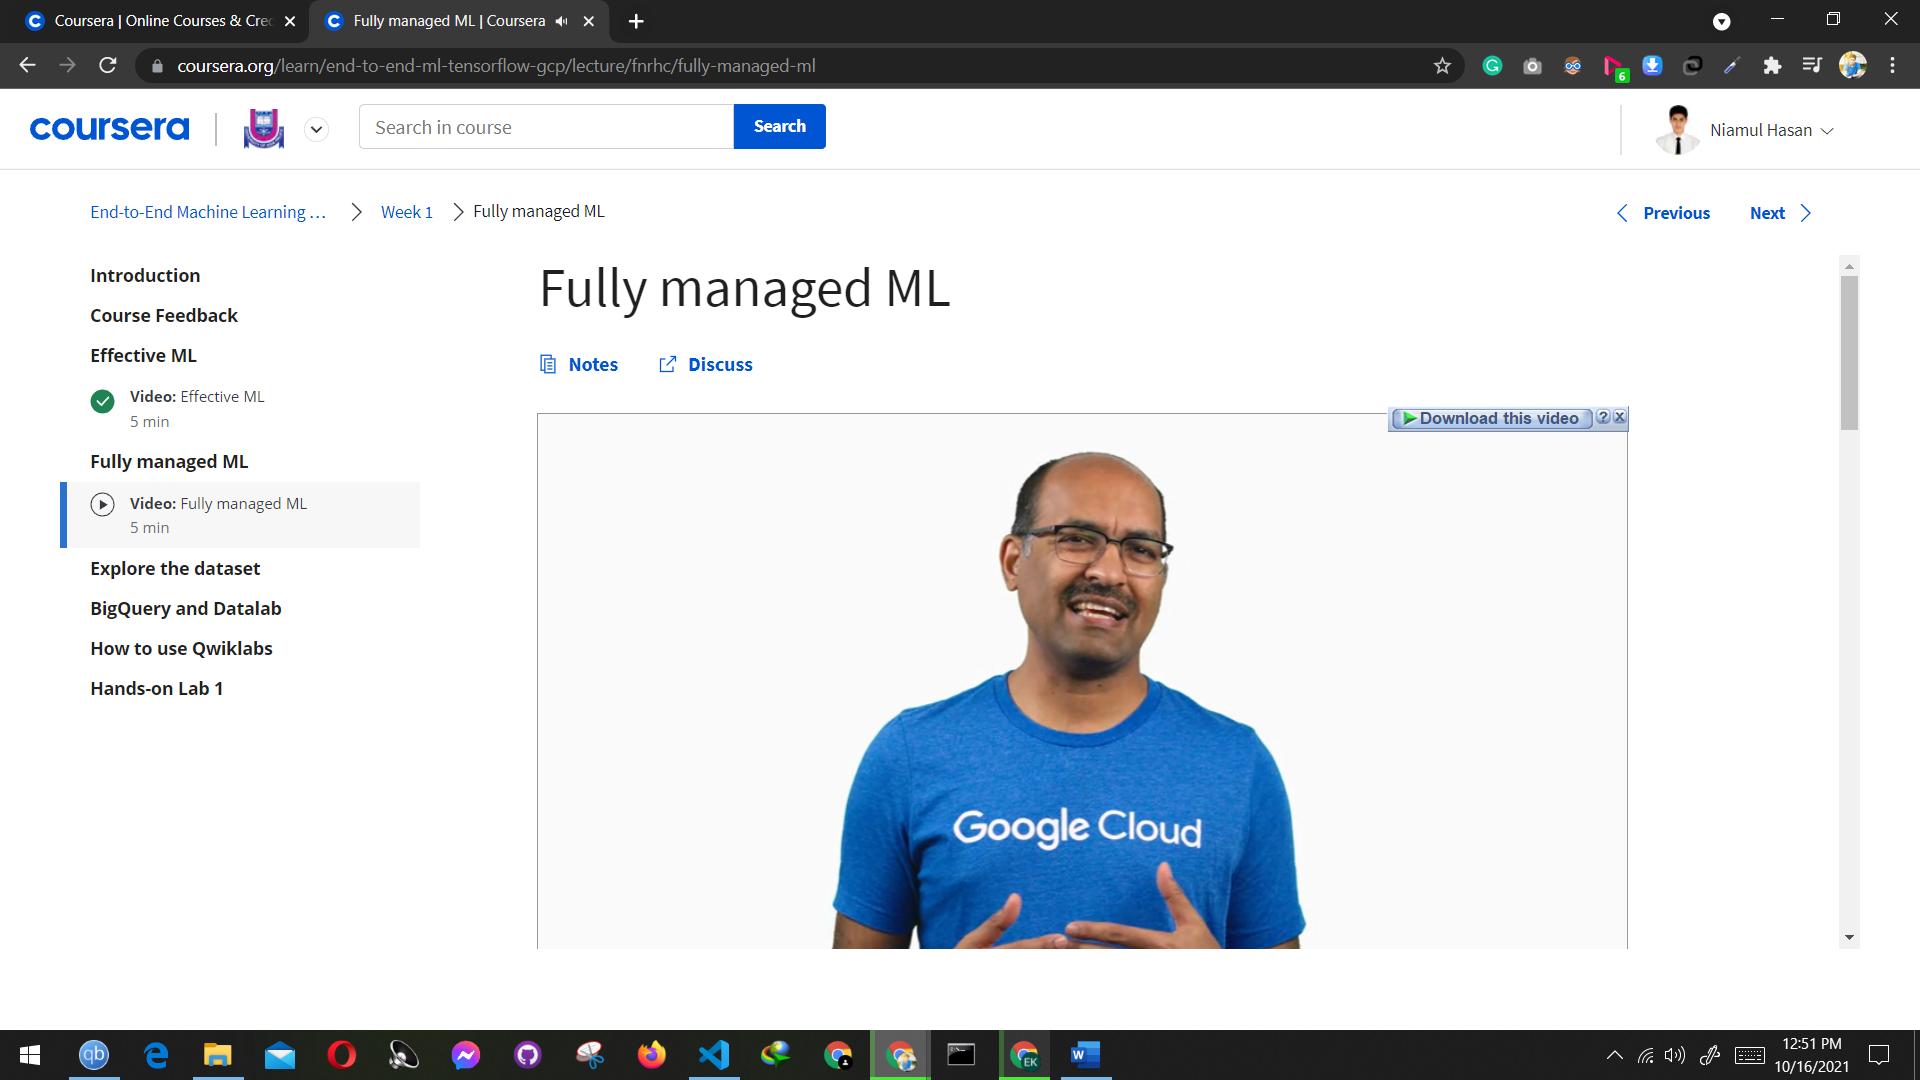 Coursera | Online Courses & Cred
Fully managed ML | Coursera
coursera.org/learn/end-to-end-ml-tensorflow-gcp/lecture/fnrhc/fully-managed-ml
6
coursera
Search in course
Search
Niamul Hasan
End-to-End Machine Learning …
Week 1
Fully managed ML
Previous
Next
Introduction
Course Feedback
Effective ML
Video: Effective ML
5 min
Fully managed ML
Video: Fully managed ML
5 min
Explore the dataset
BigQuery and Datalab
How to use Qwiklabs
Hands-on Lab 1
Fully managed ML
Notes
Discuss
Download this video
Google Cloud
qb
EK
12:51 PM
10/16/2021